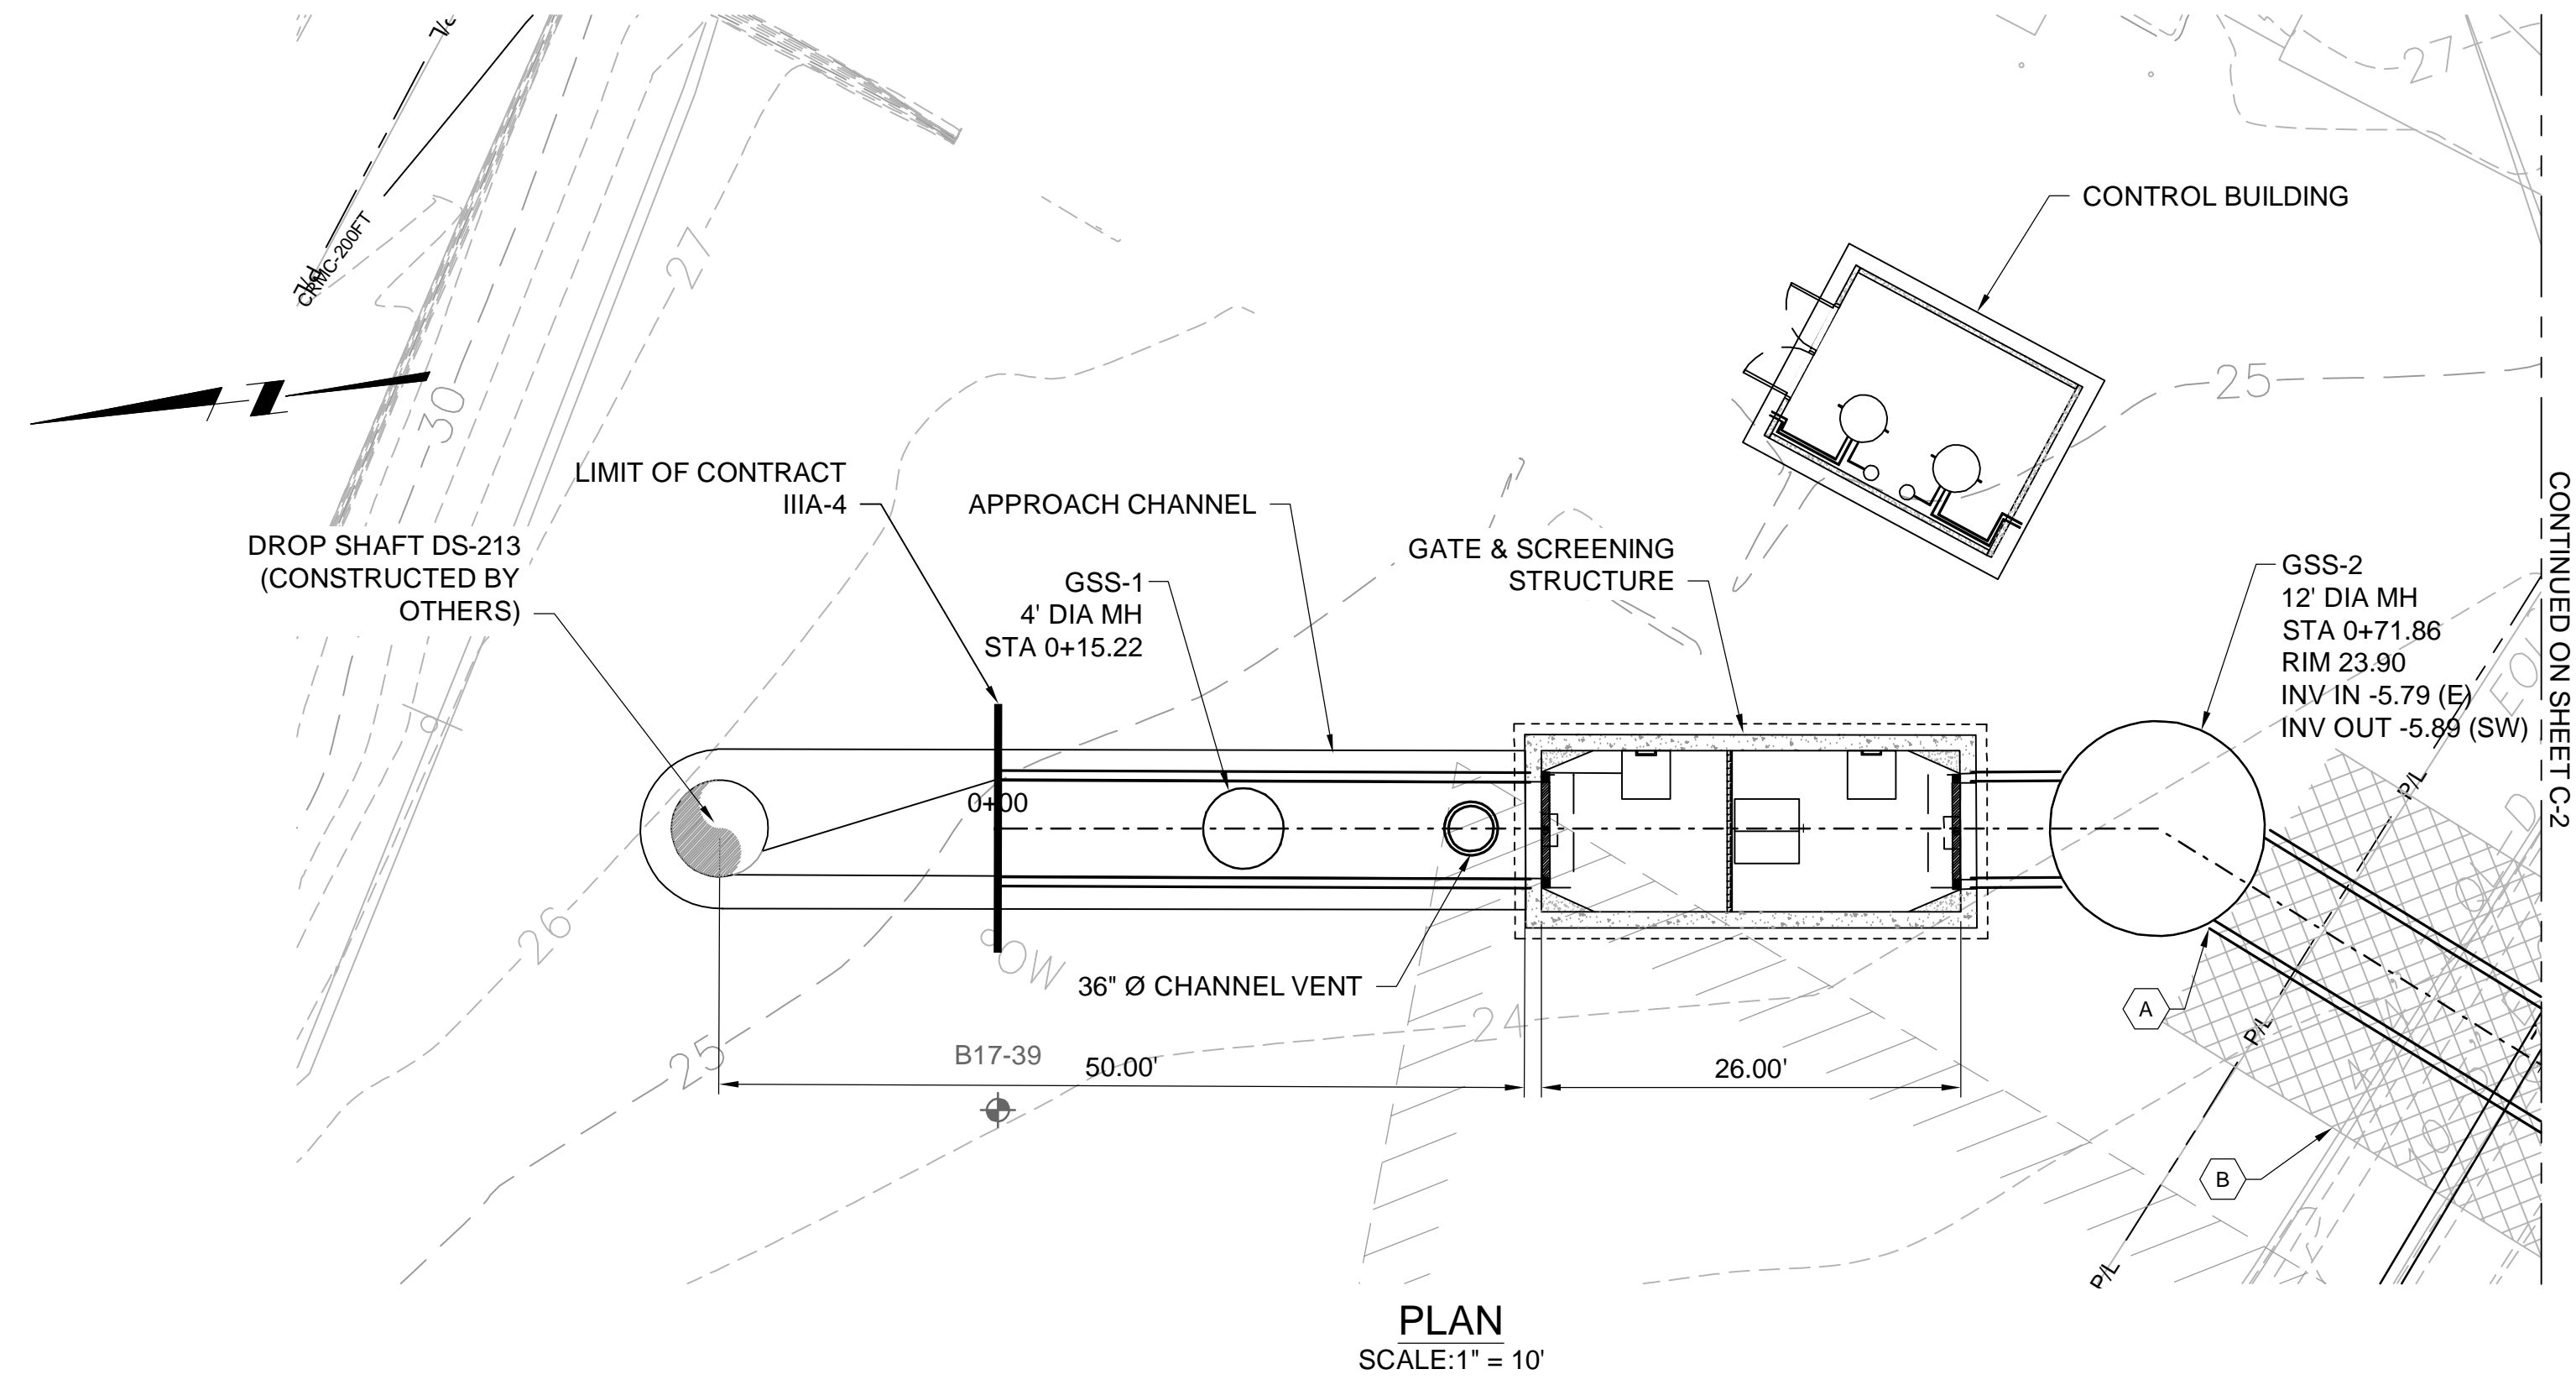 27
CONTROL BUILDING
CRMC-200FT
27
25
30
LIMIT OF CONTRACT
IIIA-4
APPROACH CHANNEL
DROP SHAFT DS-213
(CONSTRUCTED BY
OTHERS)
GATE & SCREENING
STRUCTURE
GSS-1
4' DIA MH
STA 0+15.22
GSS-2
12' DIA MH
STA 0+71.86
RIM 23.90
INV IN -5.79 (E)
INV OUT -5.89 (SW)
CONTINUED ON SHEET C-2
0+00
P/L
26
OW
36" Ø CHANNEL VENT
A
24
P/L
25
B17-39
50.00'
26.00'
B
P/L
PLAN
SCALE:1" = 10'